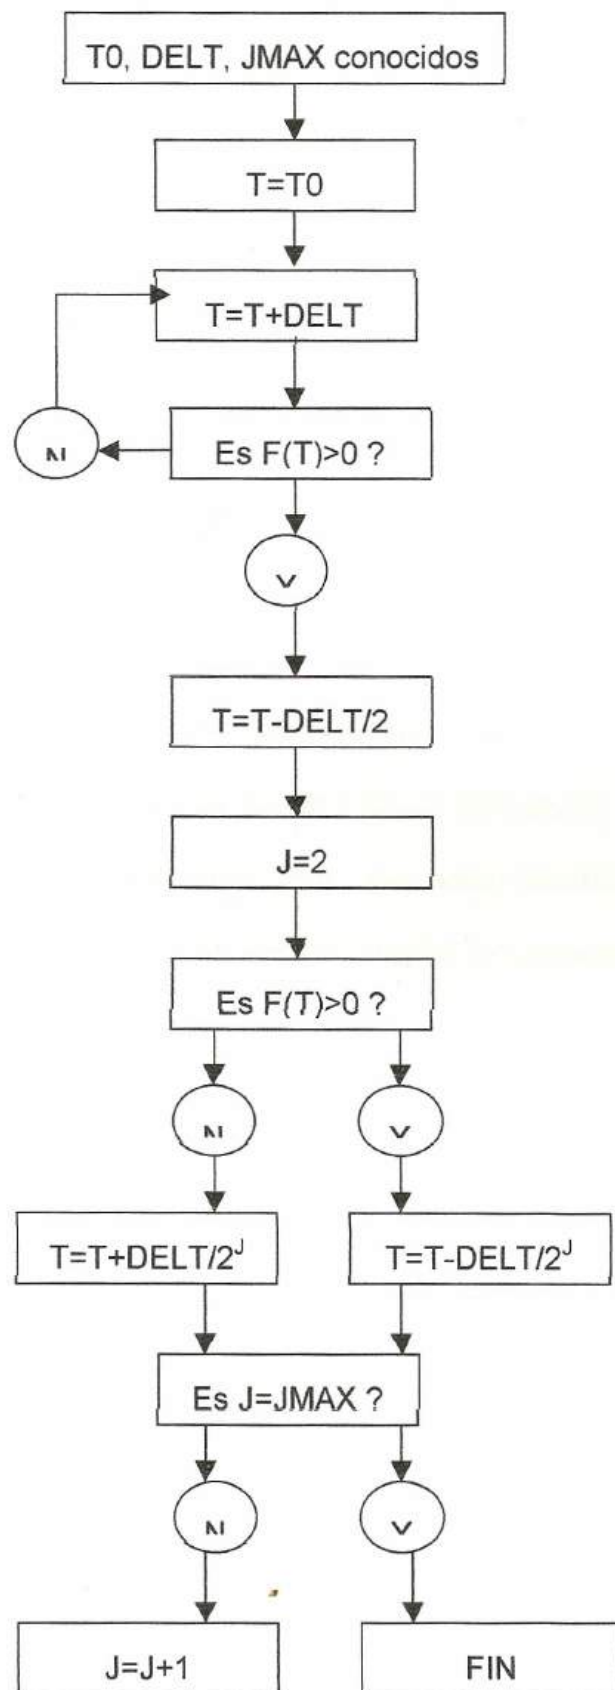 T0, DELT, JMAX conocidos
T=T0
T=T+DELT
N
Es F(T)>0 ?
Y
T=T-DELT/2
J=2
Es F(T)>0 ?
N
Y
T=T+DELT/2^J
T=T-DELT/2^J
Es J=JMAX ?
N
Y
J=J+1
FIN